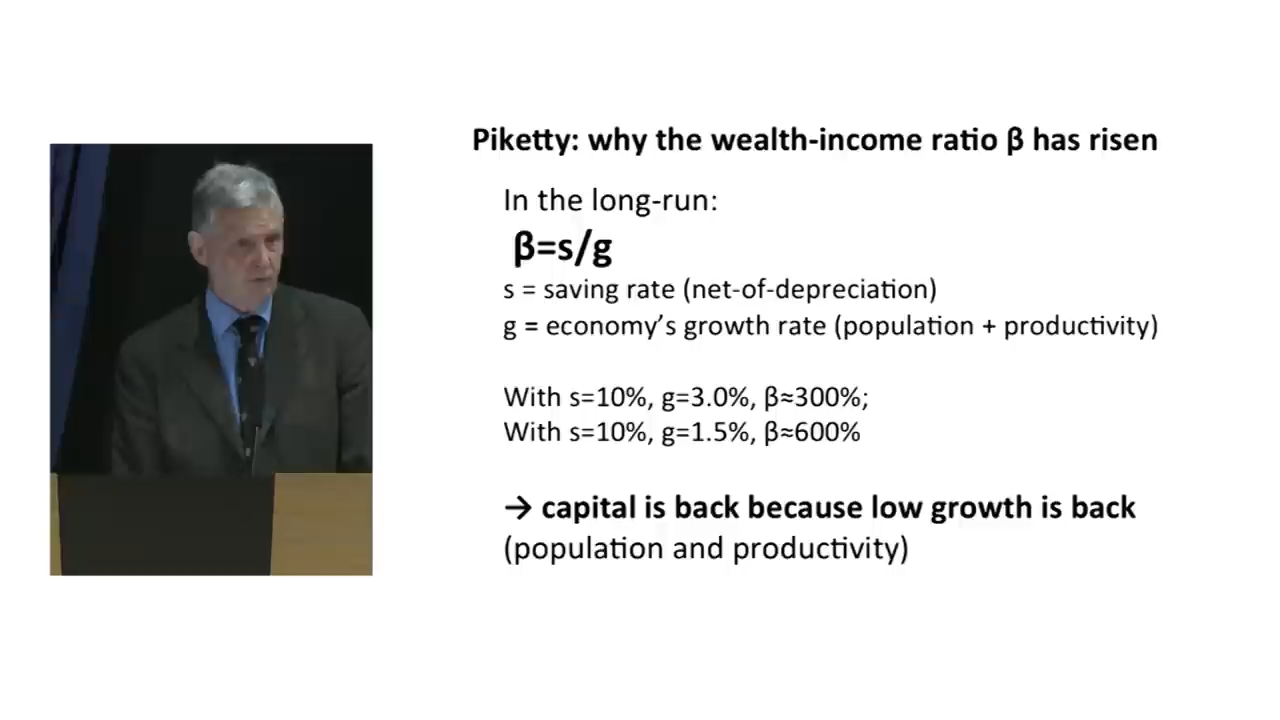 Piketty: why the wealth-income ratio β has risen
In the long-run:
β=s/g
s = saving rate (net-of-depreciation)
g = economy’s growth rate (population + productivity)
With s=10%, g=3.0%, β≈300%;
With s=10%, g=1.5%, β≈600%
→ capital is back because low growth is back
(population and productivity)